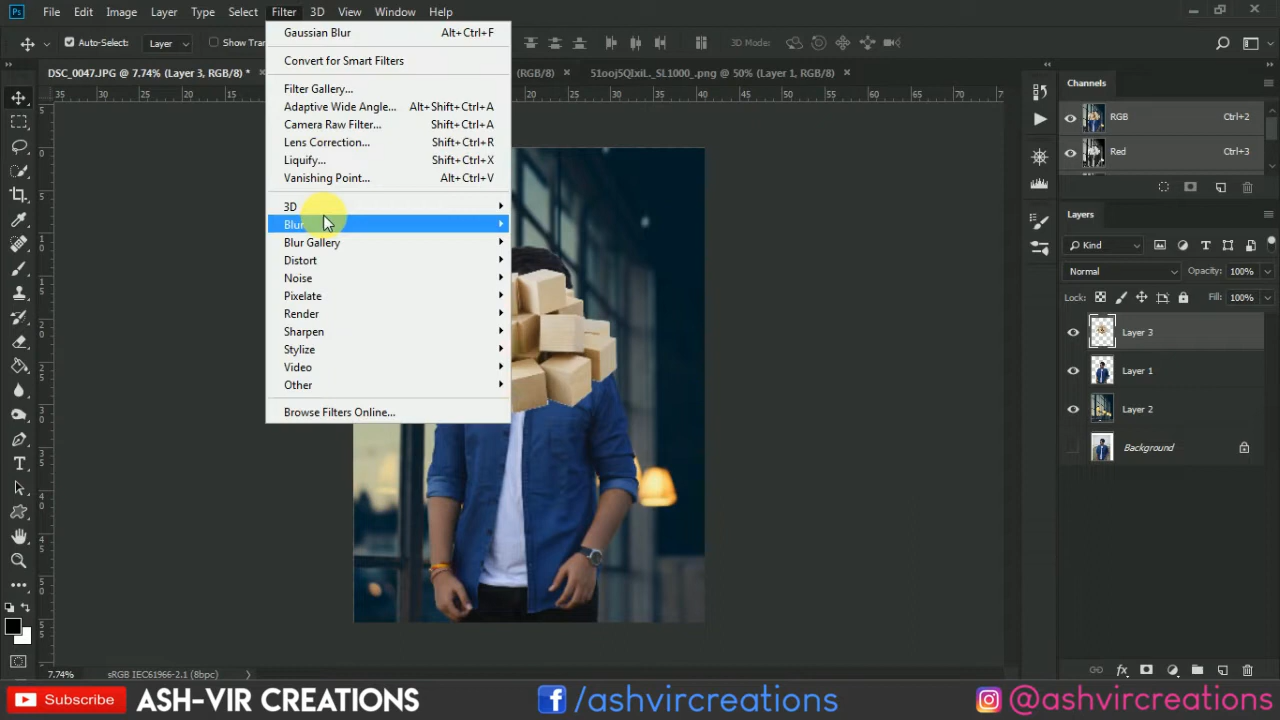 Ps File Edit Image Layer Type Select Filter 3D View Window Help
Auto-Select: Layer Show Tra 3D Mode:
DSC_0047.JPG @ 7.74% (Layer 3, RGB/8) * × (RGB/8) × 51ooj5QlxiL._SL1000_.png @ 50% (Layer 1, RGB/8) ×
Gaussian Blur Alt+Ctrl+F
Convert for Smart Filters
Filter Gallery...
Adaptive Wide Angle... Alt+Shift+Ctrl+A
Camera Raw Filter... Shift+Ctrl+A
Lens Correction... Shift+Ctrl+R
Liquify... Shift+Ctrl+X
Vanishing Point... Alt+Ctrl+V
3D
Blur
Blur Gallery
Distort
Noise
Pixelate
Render
Sharpen
Stylize
Video
Other
Browse Filters Online...
Channels
RGB Ctrl+2
Red Ctrl+3
Layers
Kind
Normal Opacity: 100%
Lock: Fill: 100%
Layer 3
Layer 1
Layer 2
Background
7.74% sRGB IEC61966-2.1 (8bpc)
Subscribe ASH-VIR CREATIONS /ashvircreations @ashvircreations